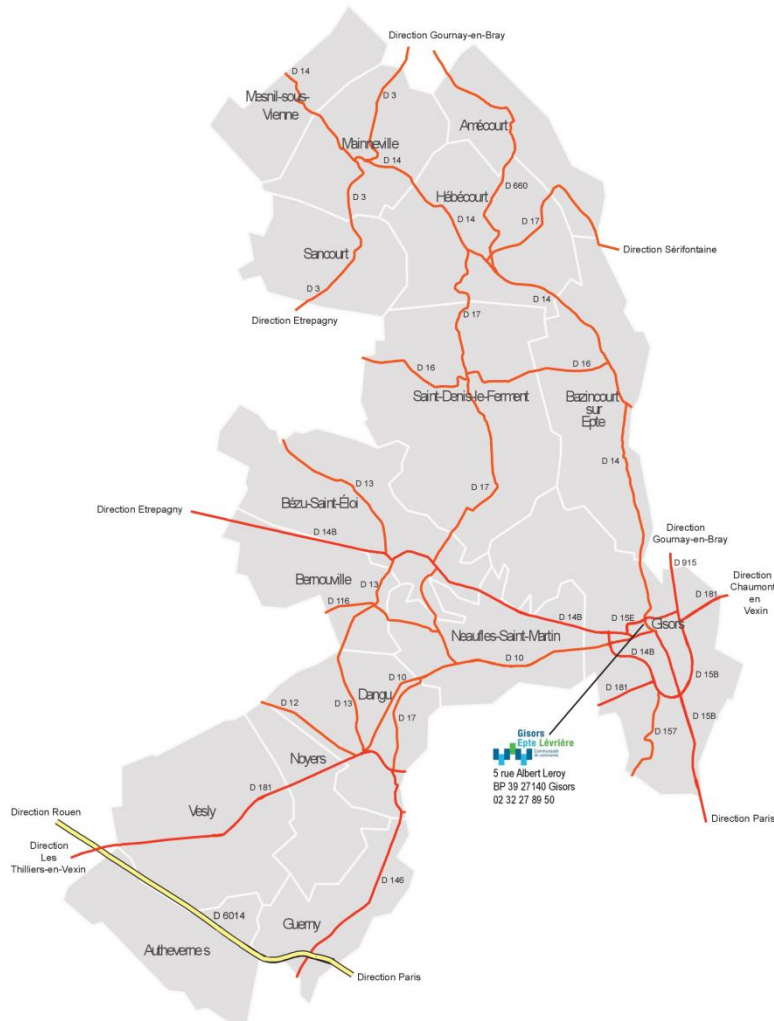 Direction Gournay-en-Bray
D 14
D 3
Mesnil-sous-
Vienne
Amécourt
Mainneville
D 14
D 660
Hébécourt
D 3
D 14
D 17
Sancourt
Direction Sérifontaine
D 3
D 14
Direction Etrepagny
D 17
D 16
D 16
Saint-Denis-le-Ferment
Bazincourt
sur
Epte
D 14
D 13
D 17
Bézu-Saint-Éloi
Direction Etrepagny
D 14B
Direction
Gournay-en-Bray
D 915
Direction
Chaumont
en
Vexin
D 181
Bernouville
D 13
D 116
D 14B
D 15E
Gisors
Neaufles-Saint-Martin
D 14B
D 10
D 10
D 15B
Dangu
D 181
D 12
D 13
D 17
D 15B
D 157
Gisors
Epte Lévrière
Communauté
de communes
5 rue Albert Leroy
BP 39 27140 Gisors
02 32 27 89 50
Noyers
D 181
Vesly
Direction Rouen
Direction Paris
Direction
Les
Thilliers-en-Vexin
D 146
D 6014
Guerny
Authevernes
Direction Paris